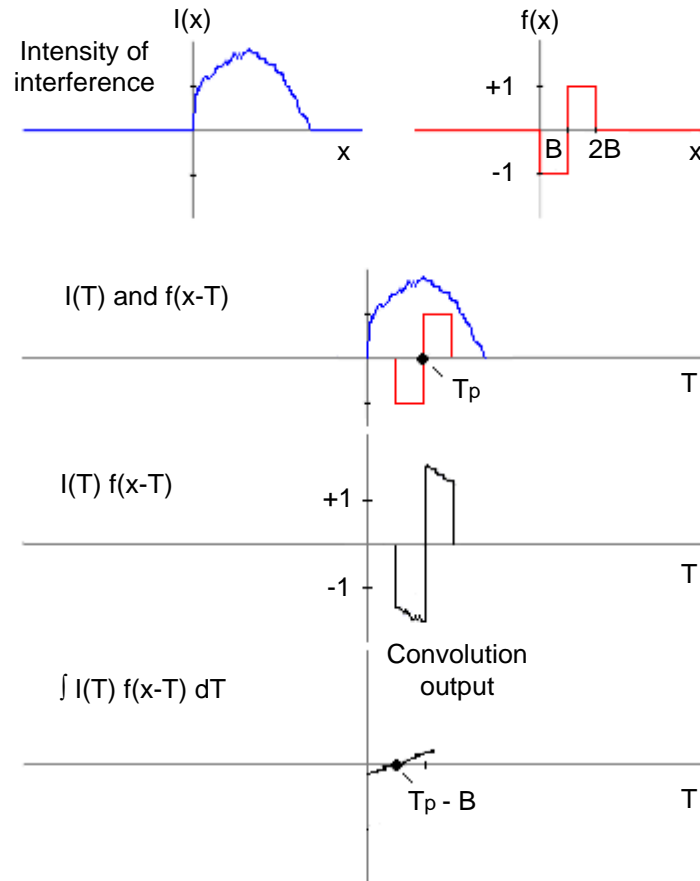 I(x)
f(x)
Intensity of
interference
+1
x
B
2B
x
-1
I(T) and f(x-T)
T
Tp
I(T) f(x-T)
+1
T
-1
Convolution
output
∫ I(T) f(x-T) dT
Tp - B
T